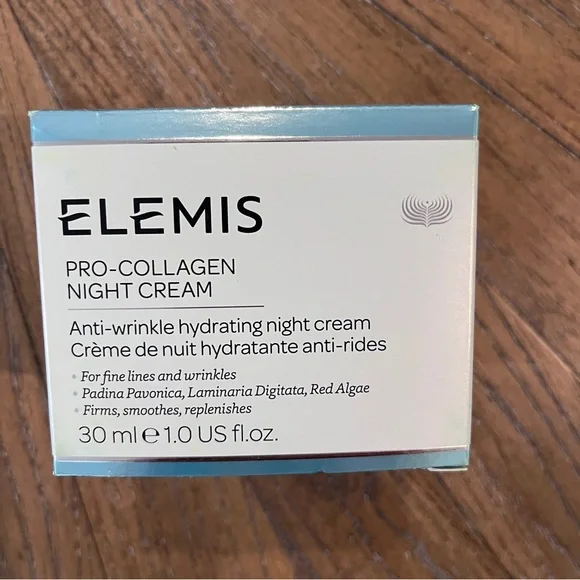 ELEMIS
PRO-COLLAGEN
NIGHT CREAM
Anti-wrinkle hydrating night cream
Crème de nuit hydratante anti-rides
• For fine lines and wrinkles
• Padina Pavonica, Laminaria Digitata, Red Algae
• Firms, smoothes, replenishes
30 ml ℮ 1.0 US fl.oz.